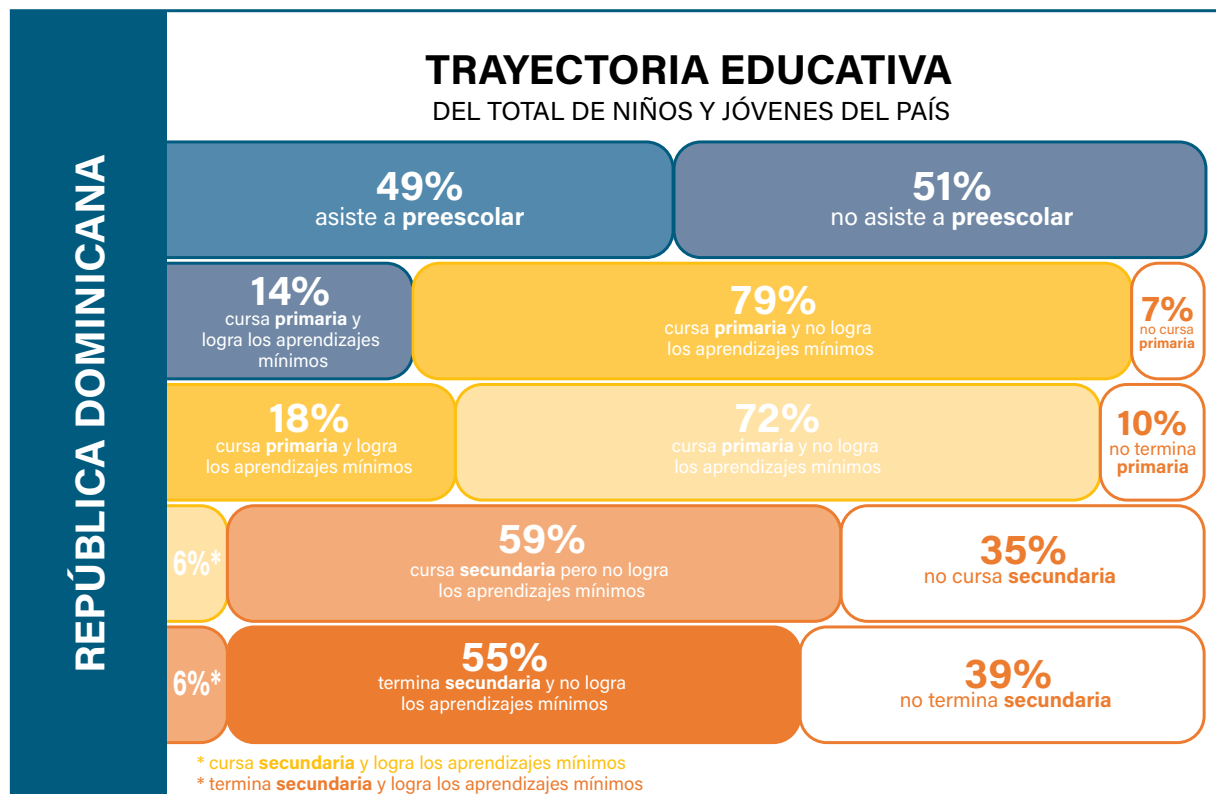 REPÚBLICA DOMINICANA
TRAYECTORIA EDUCATIVA
DEL TOTAL DE NIÑOS Y JÓVENES DEL PAÍS
49%
asiste a preescolar
51%
no asiste a preescolar
14%
cursa primaria y
logra los aprendizajes
mínimos
79%
cursa primaria y no logra
los aprendizajes mínimos
7%
no cursa
primaria
18%
cursa primaria y logra
los aprendizajes mínimos
72%
cursa primaria y no logra
los aprendizajes mínimos
10%
no termina
primaria
6%*
59%
cursa secundaria pero no logra
los aprendizajes mínimos
35%
no cursa secundaria
6%*
55%
termina secundaria y no logra
los aprendizajes mínimos
39%
no termina secundaria
* cursa secundaria y logra los aprendizajes mínimos
* termina secundaria y logra los aprendizajes mínimos